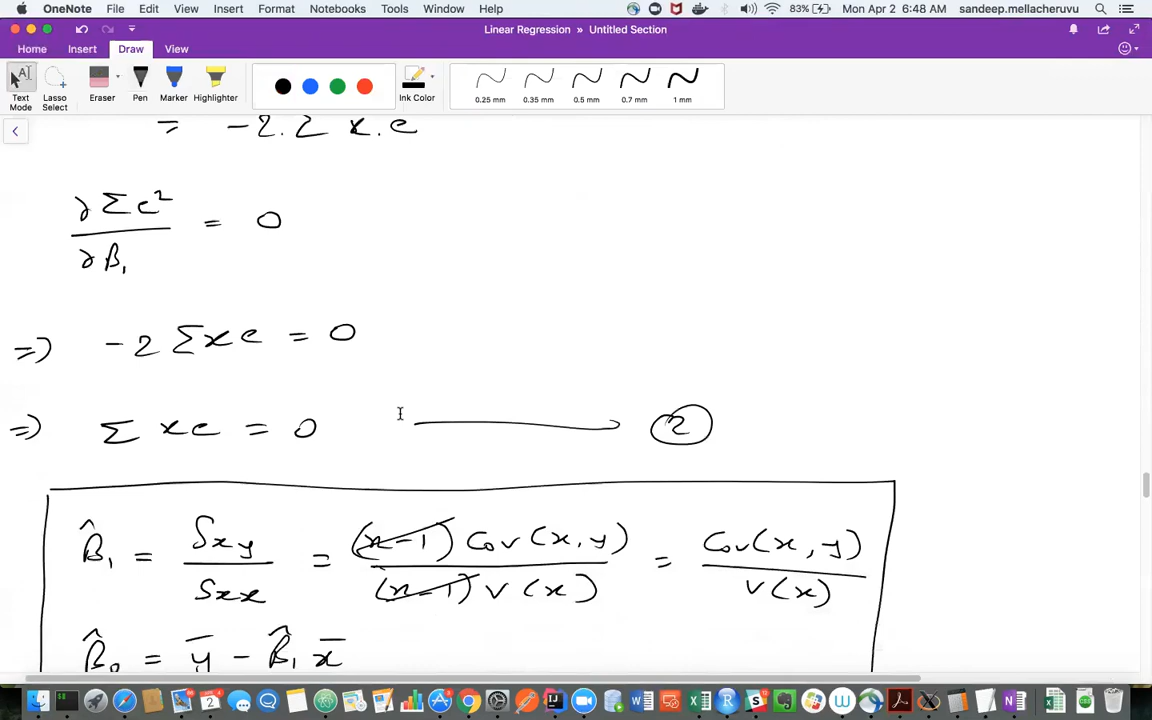 OneNote File Edit View Insert Format Notebooks Tools Window Help 83% Mon Apr 2 6:48 AM sandeep.mellacheruvu
Linear Regression » Untitled Section
Home Insert Draw View
Text Mode Lasso Select Eraser Pen Marker Highlighter Ink Color 0.25 mm 0.35 mm 0.5 mm 0.7 mm 1 mm
= -2. Σ x. e
∂ Σe² / ∂β₁ = 0
=) -2 Σxe = 0
=) Σ xe = 0 ② 
β̂₁ = Sxy / Sxx = (n-1) Cov(x,y) / (n-1) V(x) = Cov(x,y) / V(x)
β̂₀ = y̅ - β̂₁ x̅